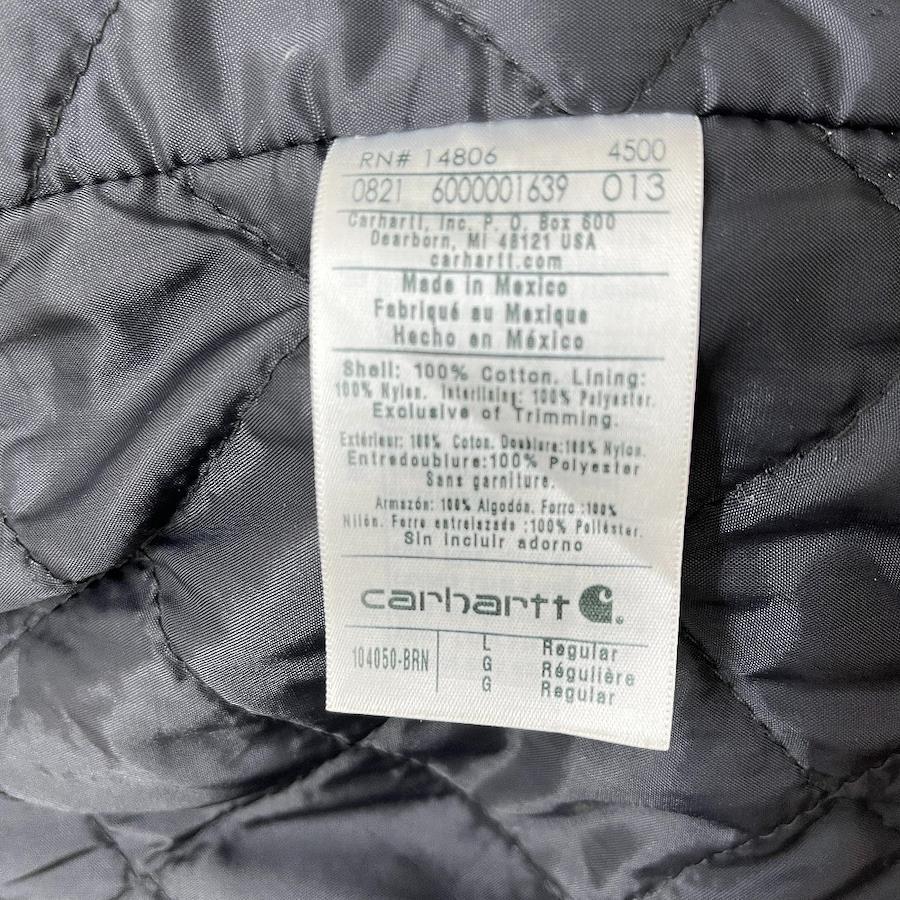 RN# 14806 4500
0821 6000001639 013
Carhartt, Inc. P. O. Box 600
Dearborn, MI 48121 USA
carhartt.com
Made in Mexico
Fabriqué au Mexique
Hecho en México
Shell: 100% Cotton. Lining:
100% Nylon. Interlining: 100% Polyester.
Exclusive of Trimming.
Extérieur: 100% Coton. Doublure:100% Nylon.
Entredoublure:100% Polyester
Sans garniture.
Armazón: 100% Algodón. Forro :100%
Nilón. Forro entrelazado :100% Poliéster.
Sin incluir adorno
carhartt
104050-BRN L Regular
G Régulière
G Regular